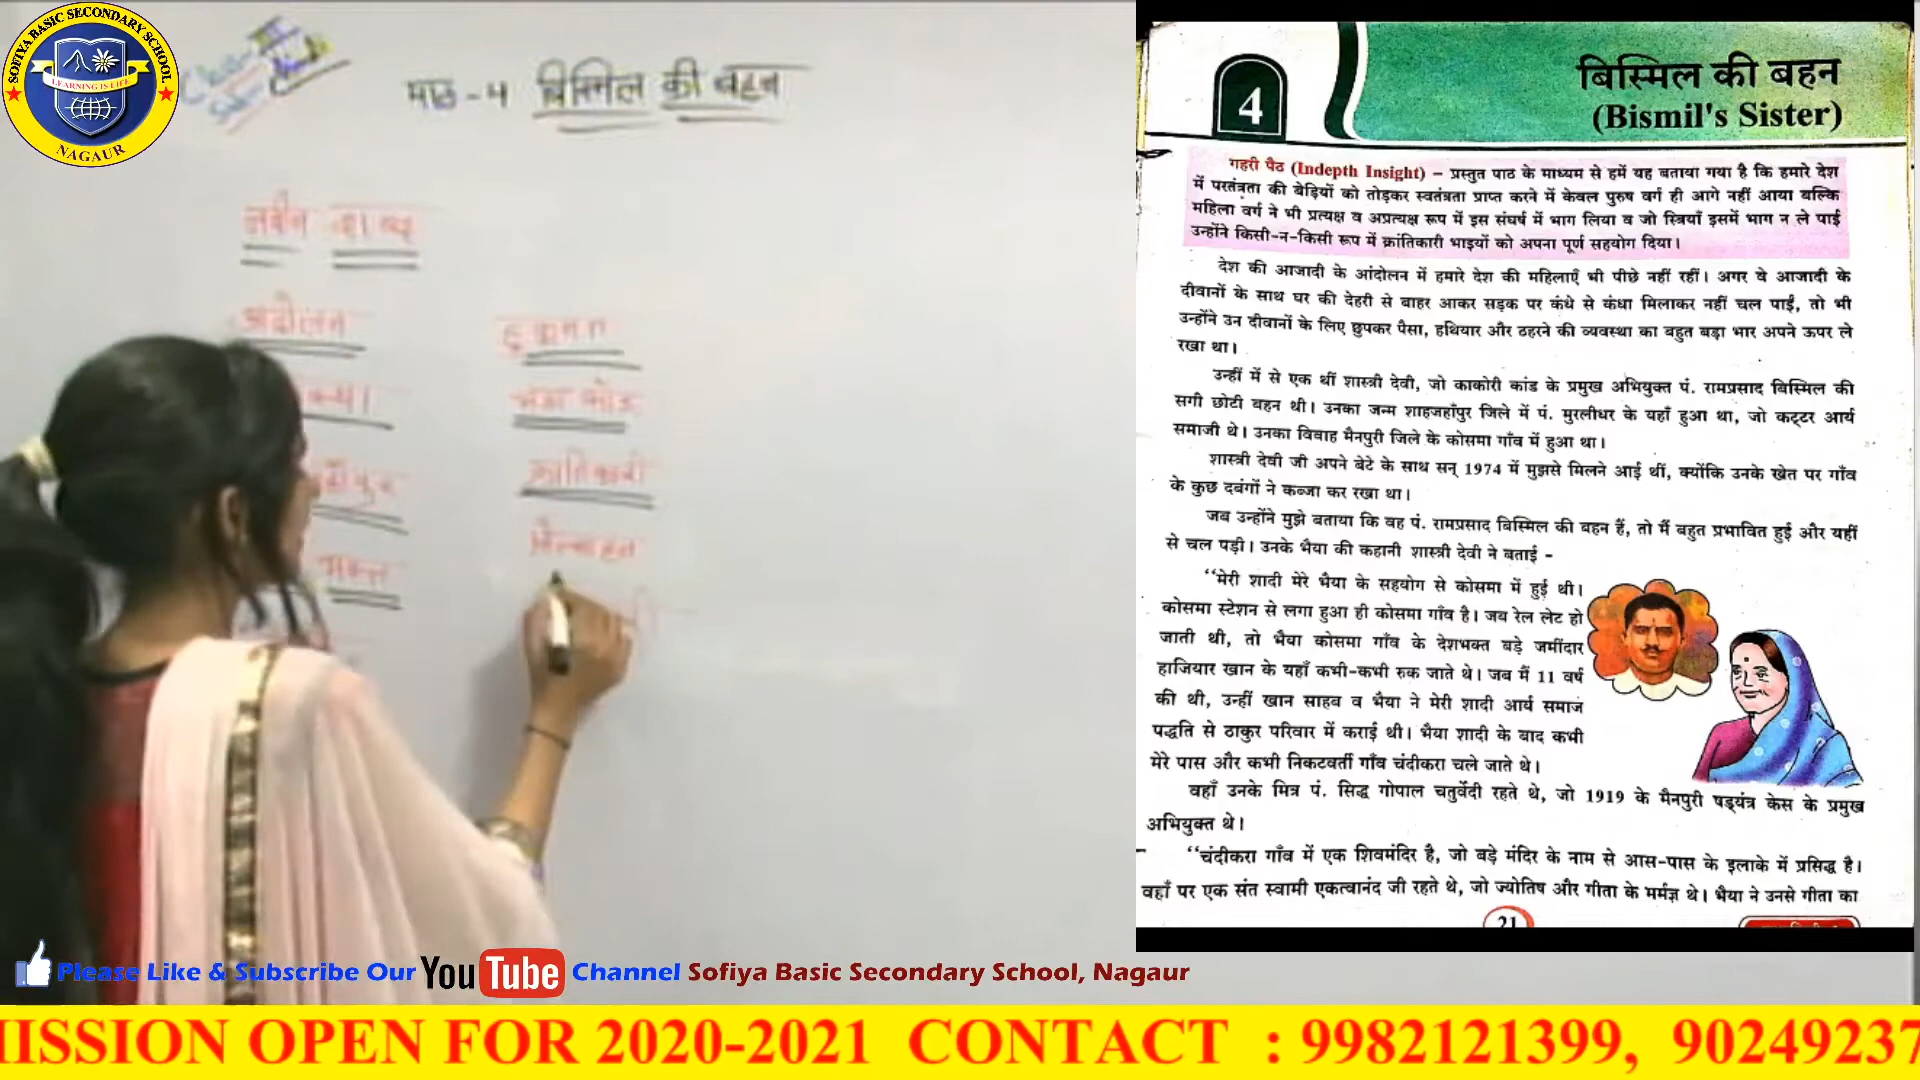 SOFIYA BASIC SECONDARY SCHOOL
LEARNING IS LIFE
NAGAUR
पाठ - 4 बिस्मिल की बहन
नवीन शब्द
आंदोलन
क्रांतिकारी
4
बिस्मिल की बहन
(Bismil's Sister)
गहरी पैठ (Indepth Insight) – प्रस्तुत पाठ के माध्यम से हमें यह बताया गया है कि हमारे देश
में परतंत्रता की बेड़ियों को तोड़कर स्वतंत्रता प्राप्त करने में केवल पुरुष वर्ग ही आगे नहीं आया बल्कि
महिला वर्ग ने भी प्रत्यक्ष व अप्रत्यक्ष रूप में इस संघर्ष में भाग लिया व जो स्त्रियाँ इसमें भाग न ले पाई
उन्होंने किसी-न-किसी रूप में क्रांतिकारी भाइयों को अपना पूर्ण सहयोग दिया।
देश की आजादी के आंदोलन में हमारे देश की महिलाएँ भी पीछे नहीं रहीं। अगर वे आजादी के
दीवानों के साथ घर की देहरी से बाहर आकर सड़क पर कंधे से कंधा मिलाकर नहीं चल पाईं, तो भी
उन्होंने उन दीवानों के लिए छुपकर पैसा, हथियार और ठहरने की व्यवस्था का बहुत बड़ा भार अपने ऊपर ले
रखा था।
उन्हीं में से एक थीं शास्त्री देवी, जो काकोरी कांड के प्रमुख अभियुक्त पं. रामप्रसाद बिस्मिल की
सगी छोटी बहन थी। उनका जन्म शाहजहाँपुर जिले में पं. मुरलीधर के यहाँ हुआ था, जो कट्टर आर्य
समाजी थे। उनका विवाह मैनपुरी जिले के कोसमा गाँव में हुआ था।
शास्त्री देवी जी अपने बेटे के साथ सन् 1974 में मुझसे मिलने आई थीं, क्योंकि उनके खेत पर गाँव
के कुछ दबंगों ने कब्जा कर रखा था।
जब उन्होंने मुझे बताया कि वह पं. रामप्रसाद बिस्मिल की बहन हैं, तो मैं बहुत प्रभावित हुई और यहीं
से चल पड़ी। उनके भैया की कहानी शास्त्री देवी ने बताई –
“मेरी शादी मेरे भैया के सहयोग से कोसमा में हुई थी।
कोसमा स्टेशन से लगा हुआ ही कोसमा गाँव है। जब रेल लेट हो
जाती थी, तो भैया कोसमा गाँव के देशभक्त बड़े जमींदार
हाजियार खान के यहाँ कभी-कभी रुक जाते थे। जब मैं 11 वर्ष
की थी, उन्हीं खान साहब व भैया ने मेरी शादी आर्य समाज
पद्धति से ठाकुर परिवार में कराई थी। भैया शादी के बाद कभी
मेरे पास और कभी निकटवर्ती गाँव चंदीकरा चले जाते थे।
वहाँ उनके मित्र पं. सिद्ध गोपाल चतुर्वेदी रहते थे, जो 1919 के मैनपुरी षड्यंत्र केस के प्रमुख
अभियुक्त थे।
“चंदीकरा गाँव में एक शिवमंदिर है, जो बड़े मंदिर के नाम से आस-पास के इलाके में प्रसिद्ध है।
वहाँ पर एक संत स्वामी एकत्वानंद जी रहते थे, जो ज्योतिष और गीता के मर्मज्ञ थे। भैया ने उनसे गीता का
21
Please Like & Subscribe Our YouTube Channel Sofiya Basic Secondary School, Nagaur
MISSION OPEN FOR 2020-2021 CONTACT : 9982121399, 90249237